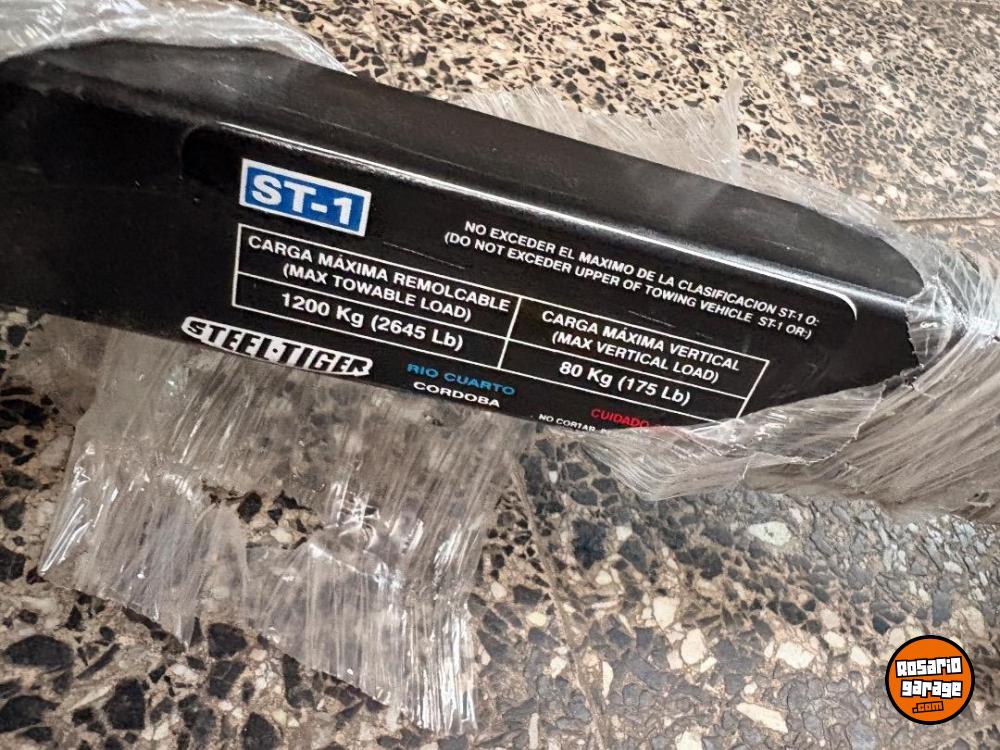 ST-1
NO EXCEDER EL MAXIMO DE LA CLASIFICACION ST-1 O:
(DO NOT EXCEDER UPPER OF TOWING VEHICLE ST-1 OR:)
CARGA MÁXIMA REMOLCABLE
(MAX TOWABLE LOAD)
1200 Kg (2645 Lb)
CARGA MÁXIMA VERTICAL
(MAX VERTICAL LOAD)
80 Kg (175 Lb)
STEEL-TIGER
RIO CUARTO
CORDOBA
CUIDADO
NO CORTAR
Rosario
garage
.com